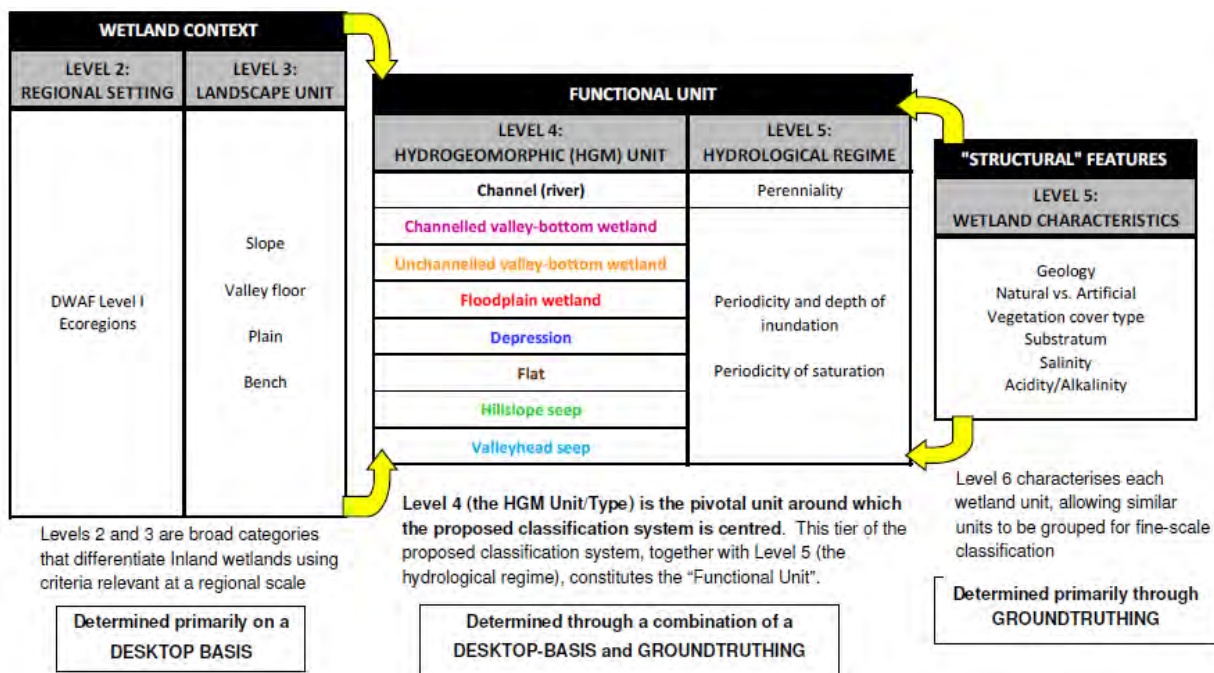 WETLAND CONTEXT
LEVEL 2:
REGIONAL SETTING
LEVEL 3:
LANDSCAPE UNIT
DWAF Level I
Ecoregions
Slope
Valley floor
Plain
Bench
Levels 2 and 3 are broad categories
that differentiate Inland wetlands using
criteria relevant at a regional scale
Determined primarily on a
DESKTOP BASIS
FUNCTIONAL UNIT
LEVEL 4:
HYDROGEOMORPHIC (HGM) UNIT
LEVEL 5:
HYDROLOGICAL REGIME
Channel (river)
Perenniality
Channelled valley-bottom wetland
Unchannelled valley-bottom wetland
Floodplain wetland
Depression
Flat
Hillslope seep
Valleyhead seep
Periodicity and depth of
inundation
Periodicity of saturation
Level 4 (the HGM Unit/Type) is the pivotal unit around which
the proposed classification system is centred. This tier of the
proposed classification system, together with Level 5 (the
hydrological regime), constitutes the “Functional Unit”.
Determined through a combination of a
DESKTOP-BASIS and GROUNDTRUTHING
"STRUCTURAL" FEATURES
LEVEL 5:
WETLAND CHARACTERISTICS
Geology
Natural vs. Artificial
Vegetation cover type
Substratum
Salinity
Acidity/Alkalinity
Level 6 characterises each
wetland unit, allowing similar
units to be grouped for fine-scale
classification
Determined primarily through
GROUNDTRUTHING